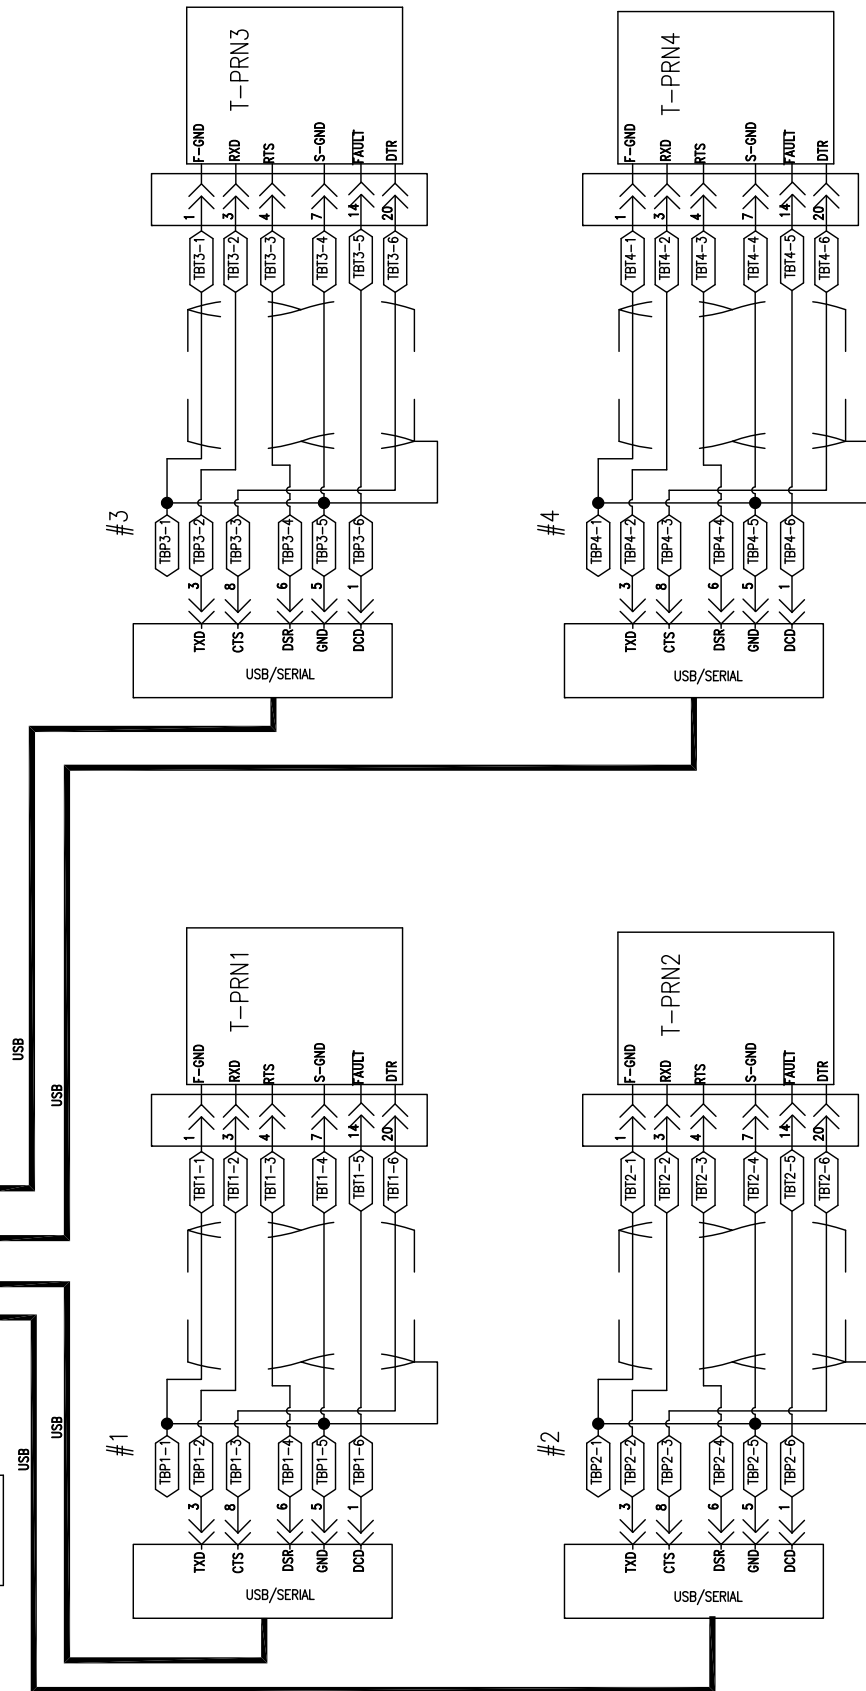 T-PRN3
F-GND
RXD
RTS
S-GND
FAULT
DTR
1
3
4
7
14
20
TBT3-1
TBT3-2
TBT3-3
TBT3-4
TBT3-5
TBT3-6
#3
TBP3-1
TBP3-2
TBP3-3
TBP3-4
TBP3-5
TBP3-6
3
8
6
5
1
TXD
CTS
DSR
GND
DCD
USB/SERIAL
T-PRN4
F-GND
RXD
RTS
S-GND
FAULT
DTR
1
3
4
7
14
20
TBT4-1
TBT4-2
TBT4-3
TBT4-4
TBT4-5
TBT4-6
#4
TBP4-1
TBP4-2
TBP4-3
TBP4-4
TBP4-5
TBP4-6
3
8
6
5
1
TXD
CTS
DSR
GND
DCD
USB/SERIAL
USB
USB
T-PRN1
F-GND
RXD
RTS
S-GND
FAULT
DTR
1
3
4
7
14
20
TBT1-1
TBT1-2
TBT1-3
TBT1-4
TBT1-5
TBT1-6
#1
TBP1-1
TBP1-2
TBP1-3
TBP1-4
TBP1-5
TBP1-6
3
8
6
5
1
TXD
CTS
DSR
GND
DCD
USB/SERIAL
T-PRN2
F-GND
RXD
RTS
S-GND
FAULT
DTR
1
3
4
7
14
20
TBT2-1
TBT2-2
TBT2-3
TBT2-4
TBT2-5
TBT2-6
#2
TBP2-1
TBP2-2
TBP2-3
TBP2-4
TBP2-5
TBP2-6
3
8
6
5
1
TXD
CTS
DSR
GND
DCD
USB/SERIAL
USB
USB